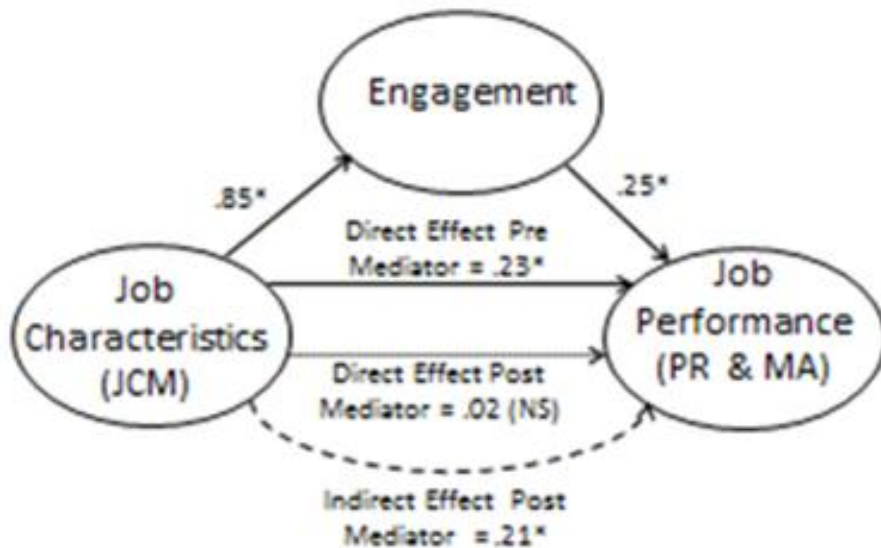 Engagement
.85*
.25*
Direct Effect Pre
Mediator = .23*
Job
Characteristics
(JCM)
Job
Performance
(PR & MA)
Direct Effect Post
Mediator = .02 (NS)
Indirect Effect Post
Mediator = .21*